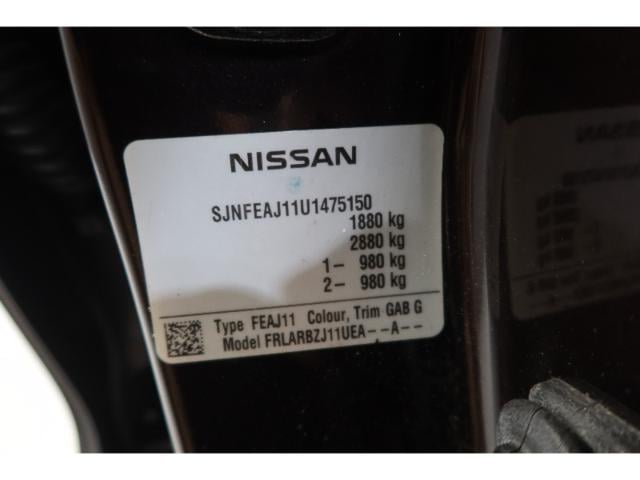 NISSAN
SJNFEAJ11U1475150
1880 kg
2880 kg
1- 980 kg
2- 980 kg
Type FEAJ11 Colour, Trim GAB G
Model FRLARBZJ11UEA--A--